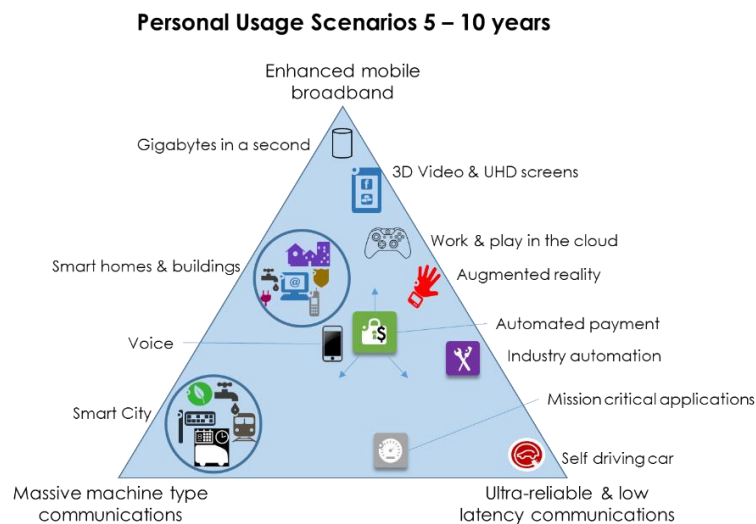 Personal Usage Scenarios 5 – 10 years
Enhanced mobile
broadband
Gigabytes in a second
3D Video & UHD screens
Work & play in the cloud
Smart homes & buildings
Augmented reality
@
Automated payment
$
Voice
Industry automation
Mission critical applications
Smart City
Self driving car
Massive machine type
communications
Ultra-reliable & low
latency communications